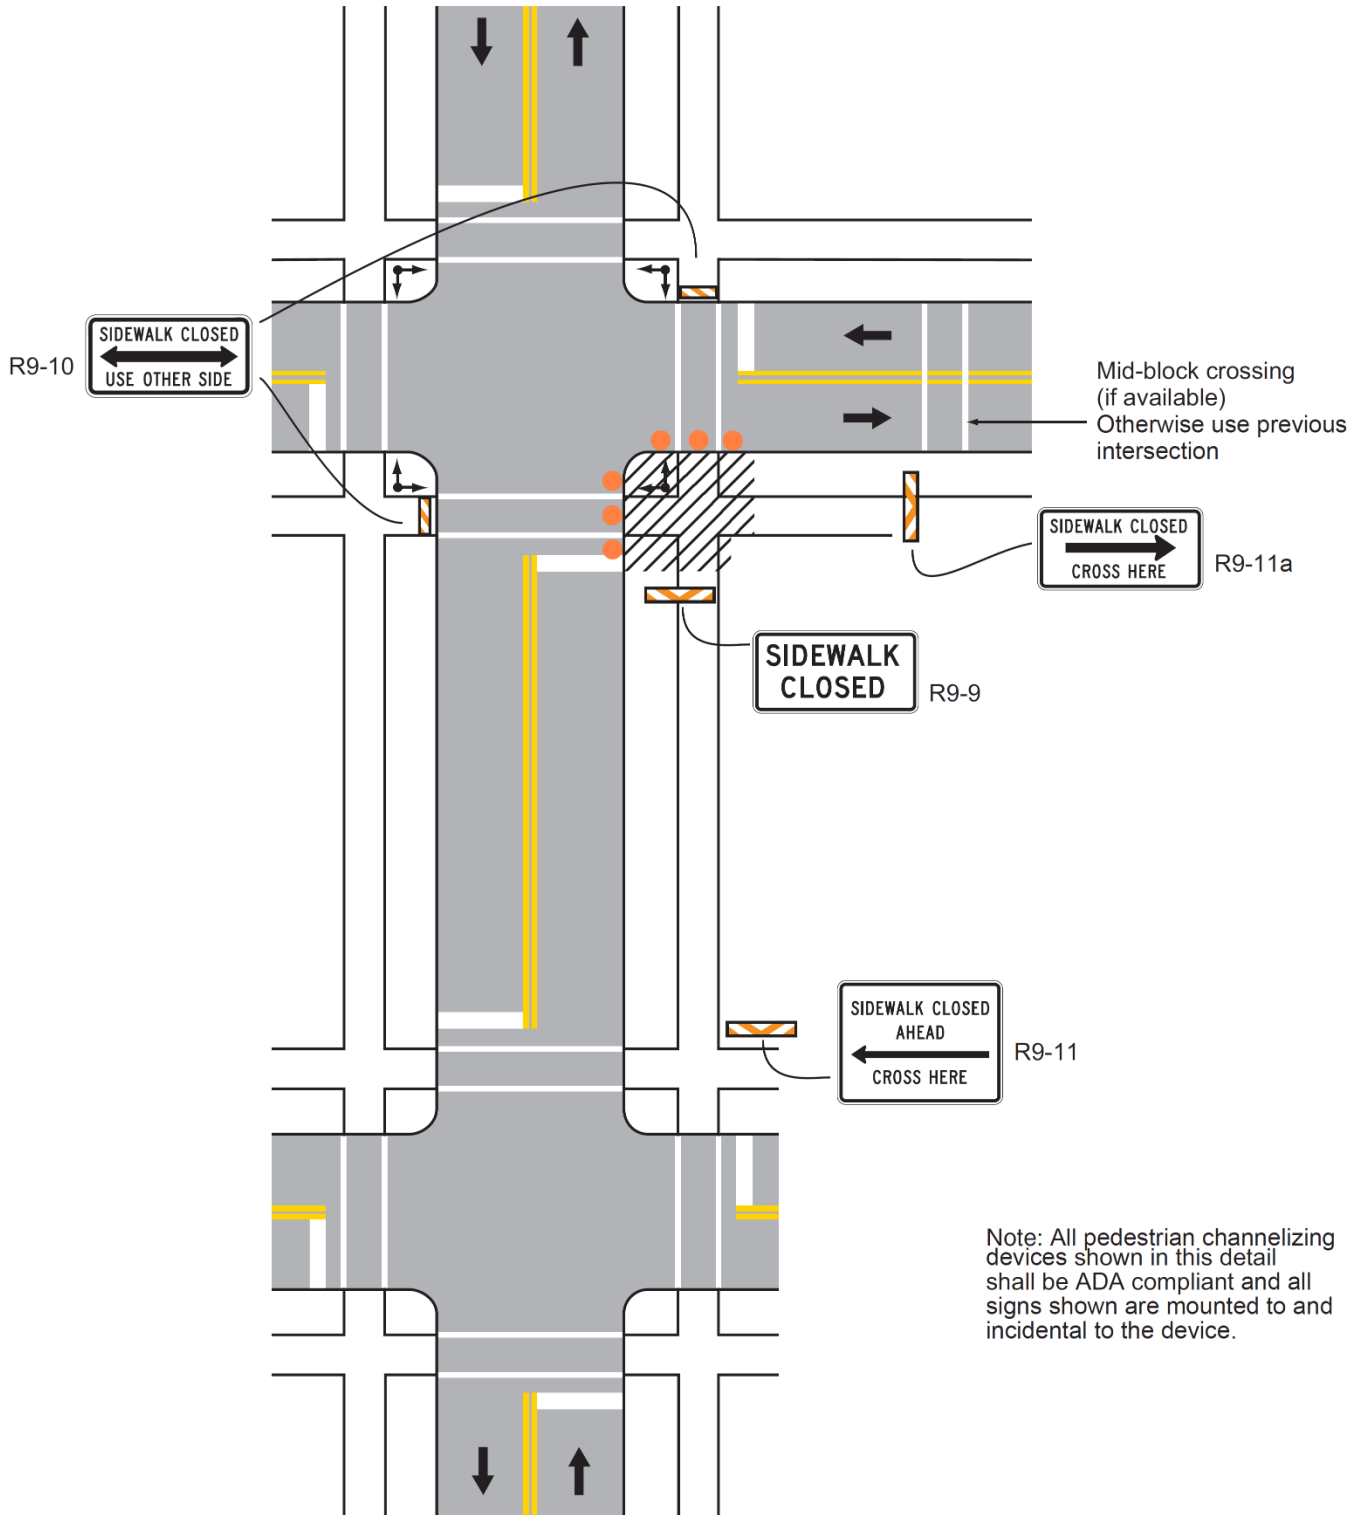 SIDEWALK CLOSED
USE OTHER SIDE
R9-10
Mid-block crossing
(if available)
Otherwise use previous
intersection
SIDEWALK CLOSED
CROSS HERE
R9-11a
SIDEWALK
CLOSED
R9-9
SIDEWALK CLOSED
AHEAD
CROSS HERE
R9-11
Note: All pedestrian channelizing
devices shown in this detail
shall be ADA compliant and all
signs shown are mounted to and
incidental to the device.